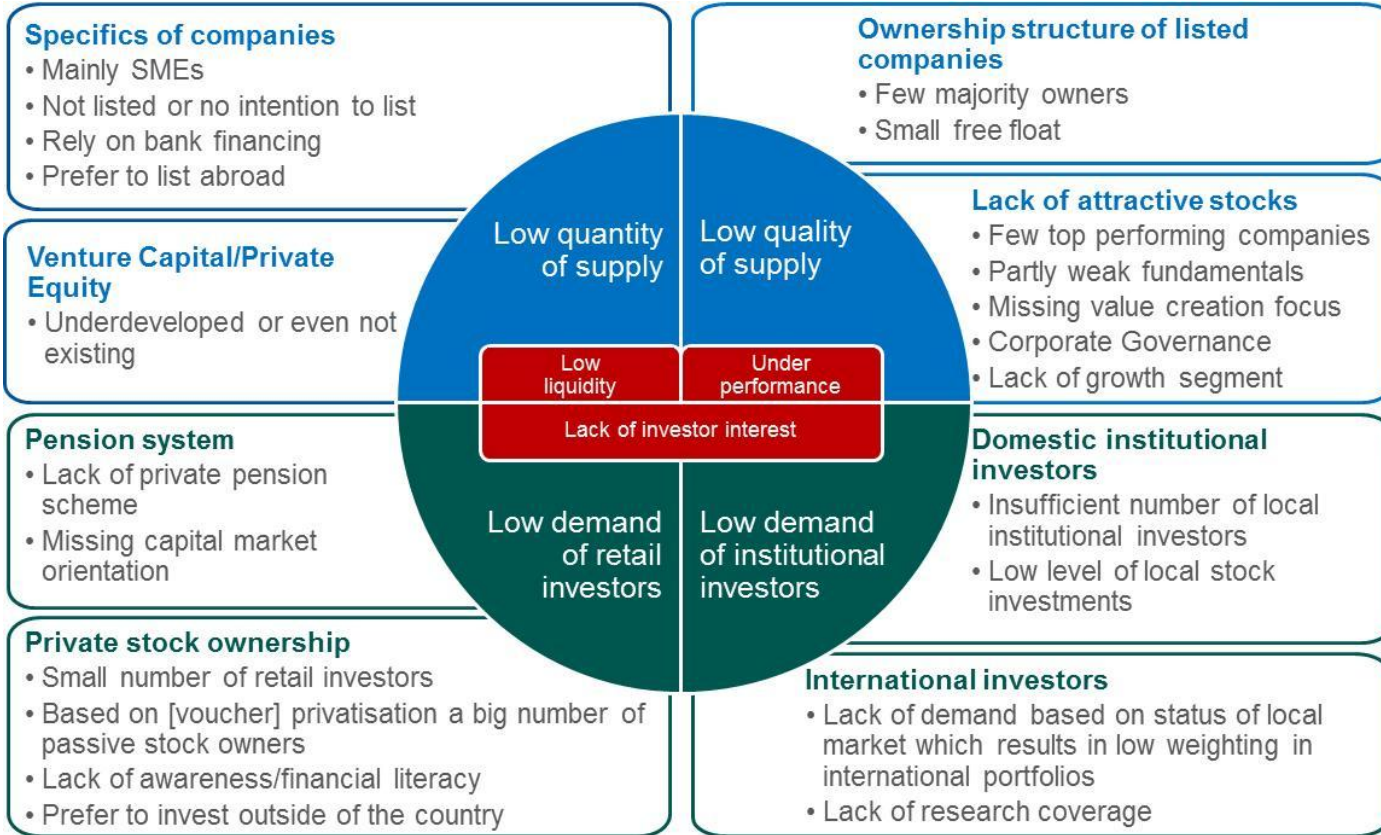 Specifics of companies
• Mainly SMEs
• Not listed or no intention to list
• Rely on bank financing
• Prefer to list abroad
Venture Capital/Private
Equity
• Underdeveloped or even not
existing
Pension system
• Lack of private pension
scheme
• Missing capital market
orientation
Private stock ownership
• Small number of retail investors
• Based on [voucher] privatisation a big number of
passive stock owners
• Lack of awareness/financial literacy
• Prefer to invest outside of the country
Low quantity
of supply
Low quality
of supply
Low
liquidity
Under
performance
Lack of investor interest
Low demand
of retail
investors
Low demand
of institutional
investors
Ownership structure of listed
companies
• Few majority owners
• Small free float
Lack of attractive stocks
• Few top performing companies
• Partly weak fundamentals
• Missing value creation focus
• Corporate Governance
• Lack of growth segment
Domestic institutional
investors
• Insufficient number of local
institutional investors
• Low level of local stock
investments
International investors
• Lack of demand based on status of local
market which results in low weighting in
international portfolios
• Lack of research coverage